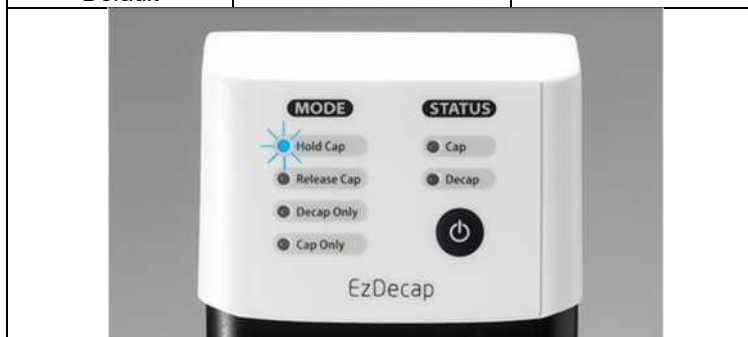 Default
MODE
STATUS
Hold Cap
Cap
Release Cap
Decap
Decap Only
Cap Only
EzDecap